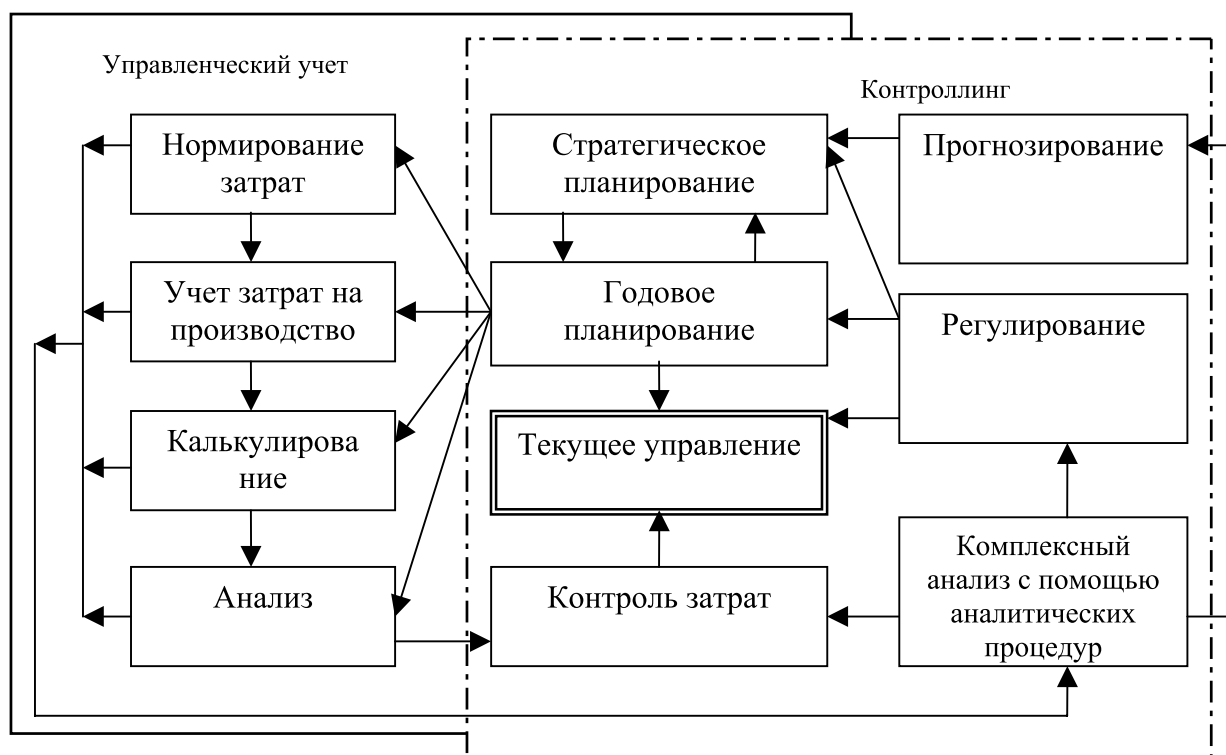 Управленческий учет
Контроллинг
Нормирование
затрат
Стратегическое
планирование
Прогнозирование
Учет затрат на
производство
Годовое
планирование
Регулирование
Калькулирова
ние
Текущее управление
Анализ
Контроль затрат
Комплексный
анализ с помощью
аналитических
процедур